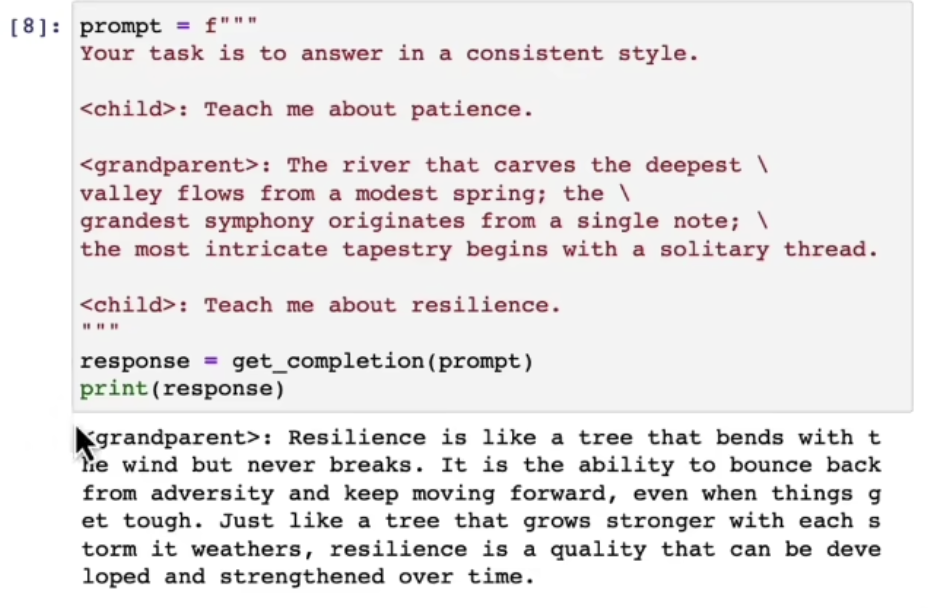 [8]: prompt = f"""
Your task is to answer in a consistent style.
<child>: Teach me about patience.
<grandparent>: The river that carves the deepest \
valley flows from a modest spring; the \
grandest symphony originates from a single note; \
the most intricate tapestry begins with a solitary thread.
<child>: Teach me about resilience.
"""
response = get_completion(prompt)
print(response)
<grandparent>: Resilience is like a tree that bends with t
he wind but never breaks. It is the ability to bounce back
from adversity and keep moving forward, even when things g
et tough. Just like a tree that grows stronger with each s
torm it weathers, resilience is a quality that can be deve
loped and strengthened over time.